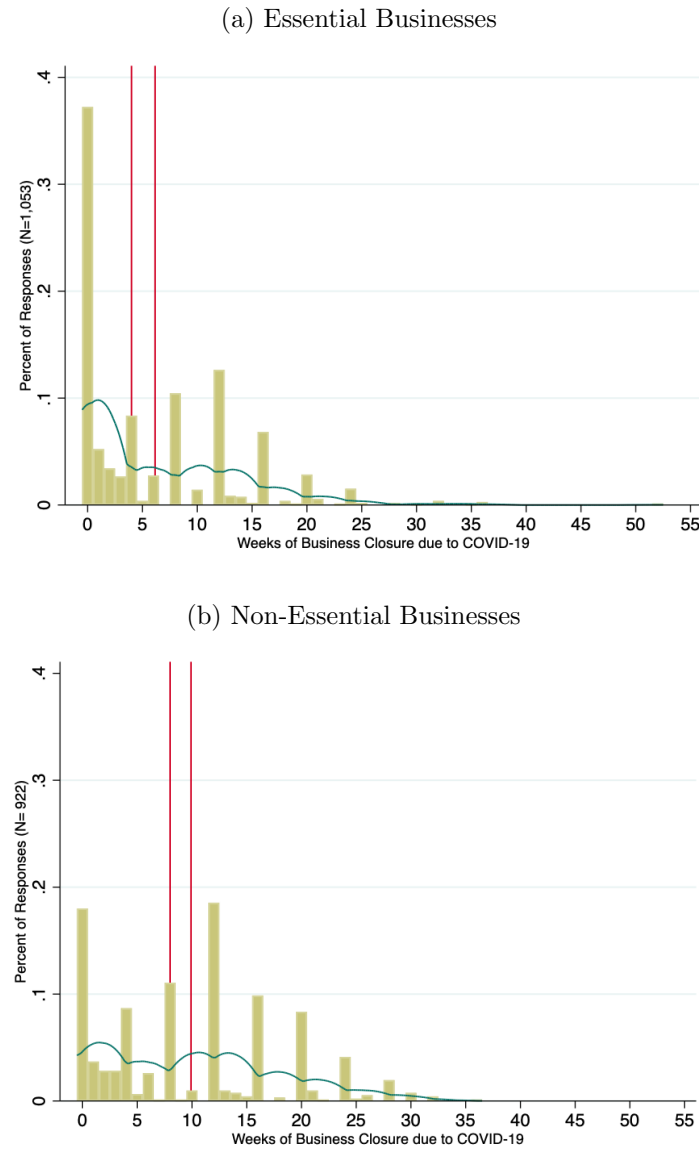 (a) Essential Businesses
Percent of Responses (N=1,053)
.4
.3
.2
.1
0
0 5 10 15 20 25 30 35 40 45 50 55
Weeks of Business Closure due to COVID-19
(b) Non-Essential Businesses
Percent of Responses (N= 922)
.4
.3
.2
.1
0
0 5 10 15 20 25 30 35 40 45 50 55
Weeks of Business Closure due to COVID-19